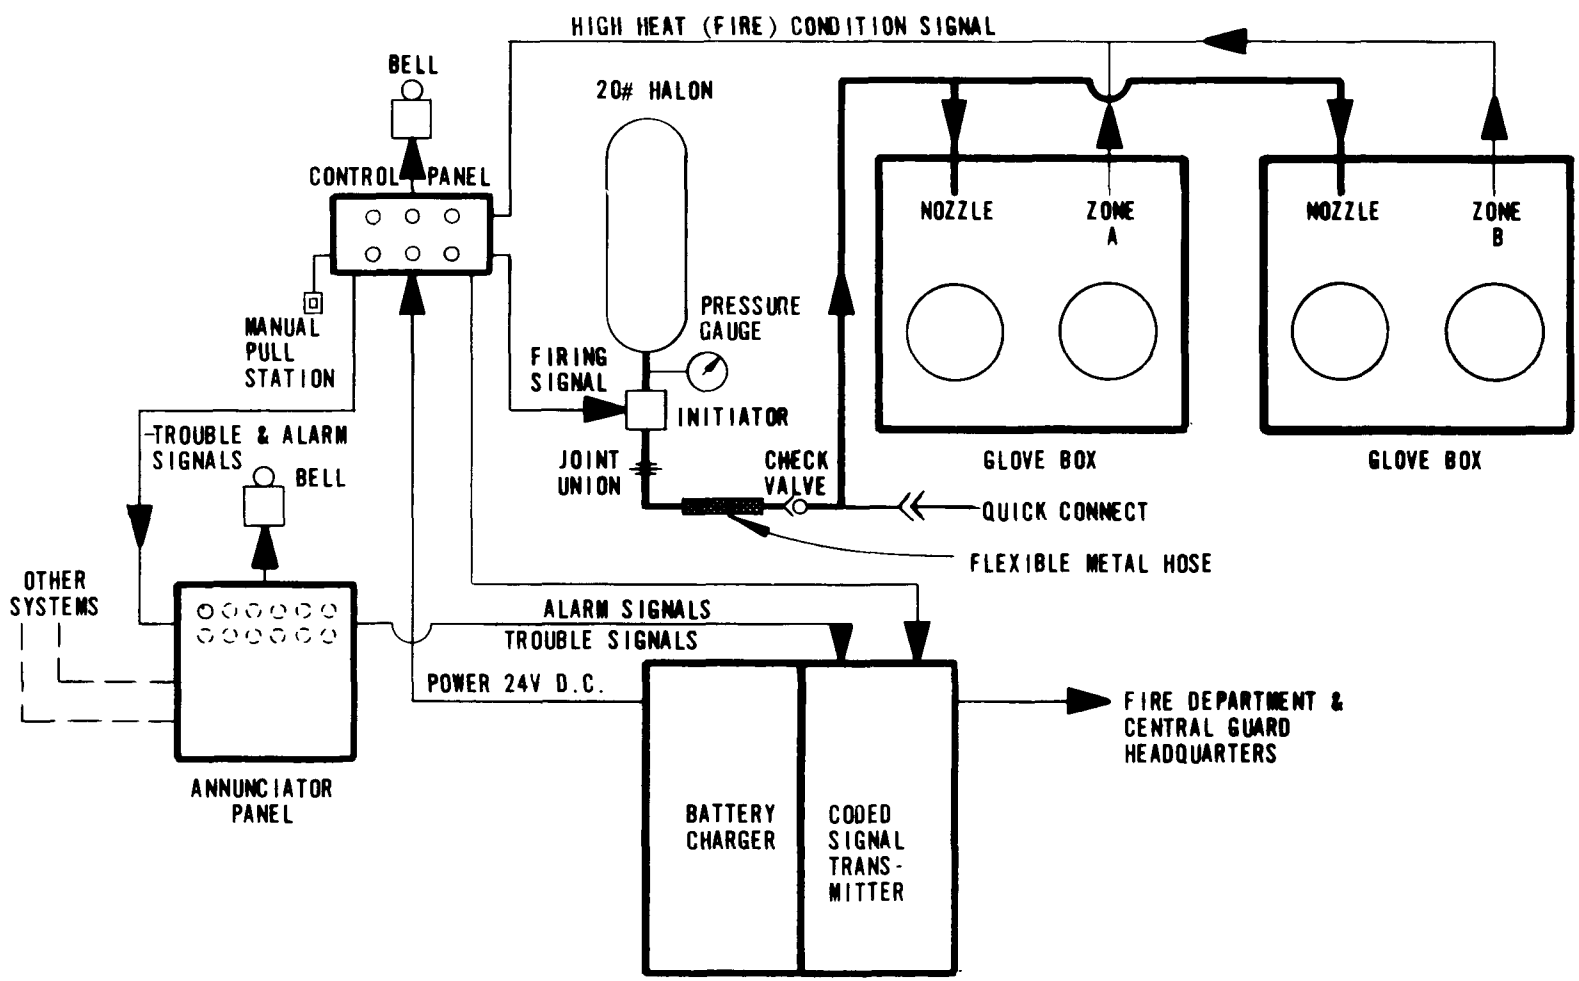 HIGH HEAT (FIRE) CONDITION SIGNAL
BELL
20# HALON
CONTROL PANEL
NOZZLE
ZONE
A
NOZZLE
ZONE
B
MANUAL
PULL
STATION
PRESSURE
GAUGE
FIRING
SIGNAL
INITIATOR
TROUBLE & ALARM
SIGNALS
BELL
JOINT
UNION
CHECK
VALVE
GLOVE BOX
GLOVE BOX
QUICK CONNECT
FLEXIBLE METAL HOSE
OTHER
SYSTEMS
ALARM SIGNALS
TROUBLE SIGNALS
POWER 24V D.C.
FIRE DEPARTMENT &
CENTRAL GUARD
HEADQUARTERS
ANNUNCIATOR
PANEL
BATTERY
CHARGER
CODED
SIGNAL
TRANS-
MITTER